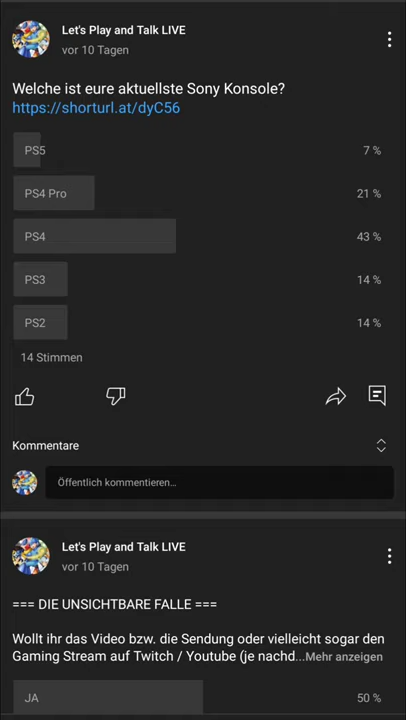 Let's Play and Talk LIVE
vor 10 Tagen
Welche ist eure aktuellste Sony Konsole?
https://shorturl.at/dyC56
PS5 7 %
PS4 Pro 21 %
PS4 43 %
PS3 14 %
PS2 14 %
14 Stimmen
Kommentare
Öffentlich kommentieren...
Let's Play and Talk LIVE
vor 10 Tagen
=== DIE UNSICHTBARE FALLE ===
Wollt ihr das Video bzw. die Sendung oder vielleicht sogar den
Gaming Stream auf Twitch / Youtube (je nachd...Mehr anzeigen
JA 50 %